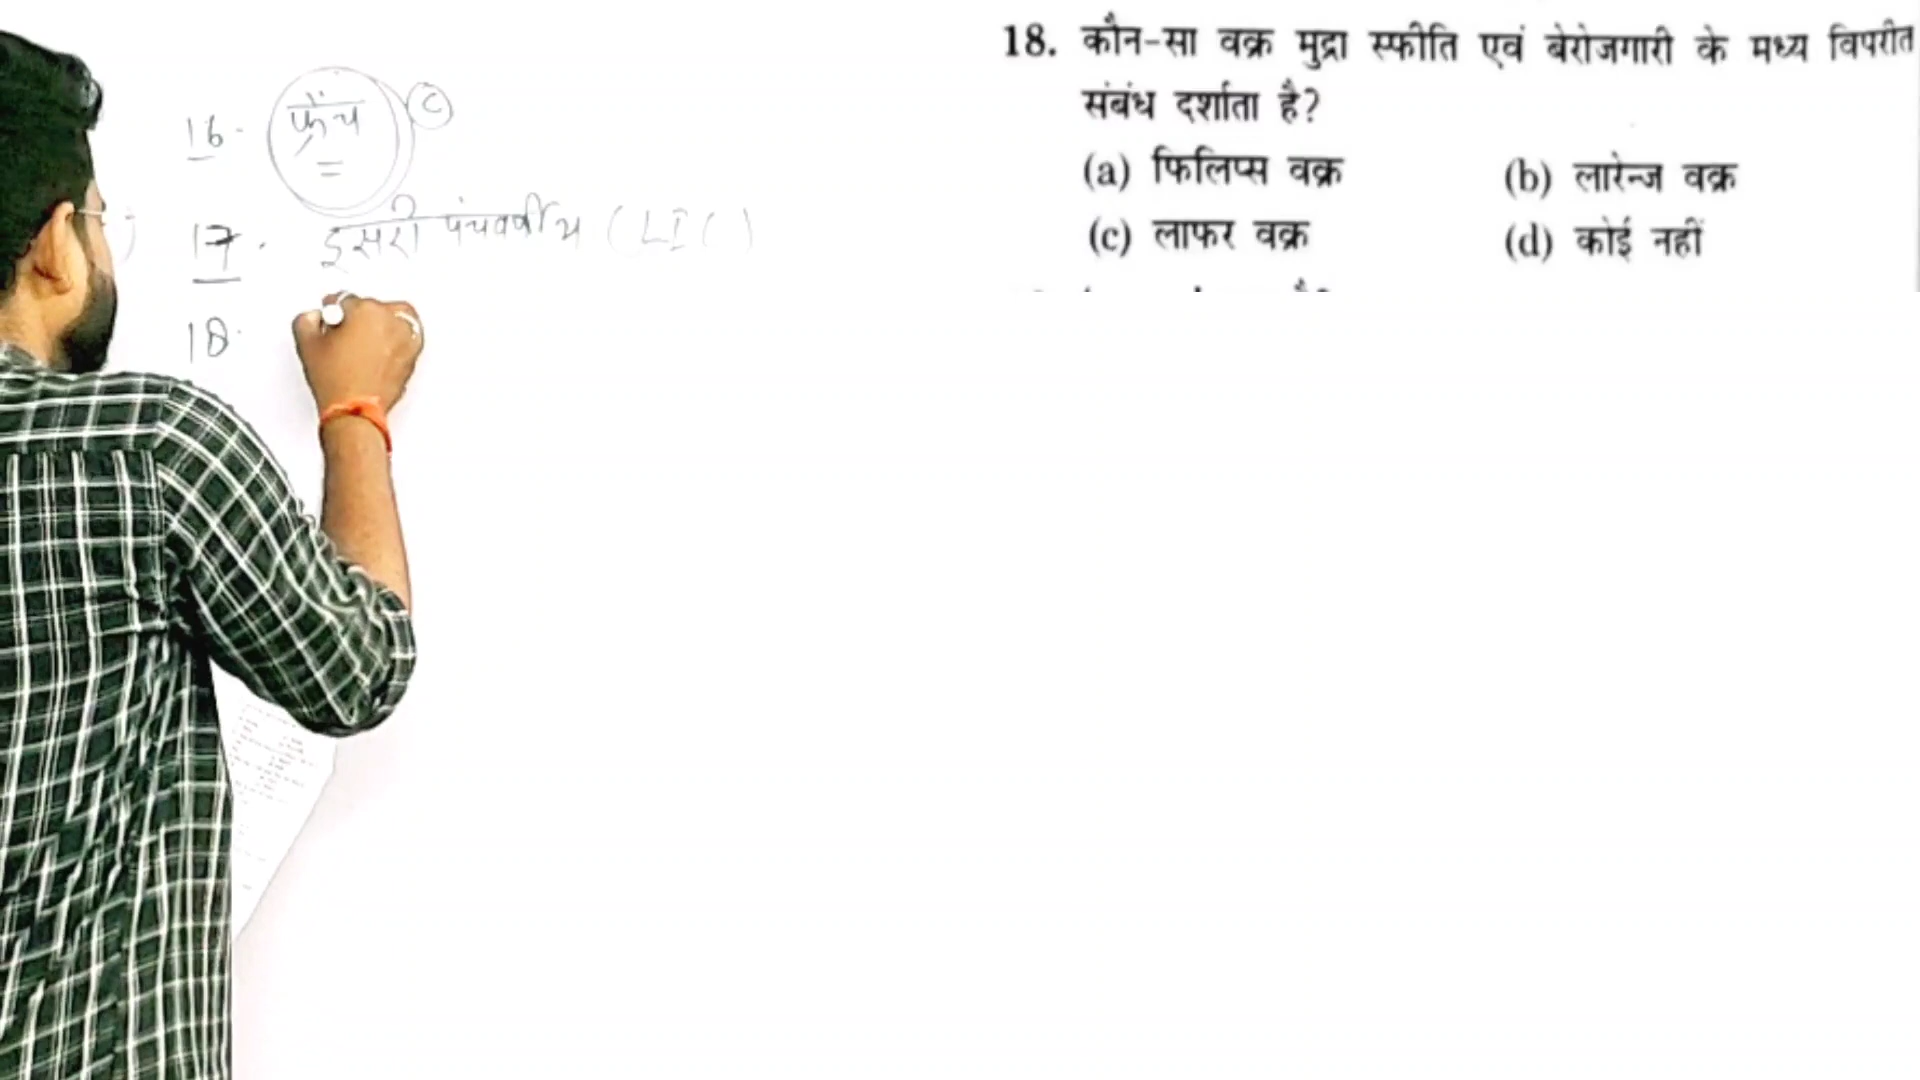 16. फ्रेंच (c)
17. दूसरी पंचवर्षीय (LIC)
18.
18. कौन-सा वक्र मुद्रा स्फीति एवं बेरोजगारी के मध्य विपरीत
संबंध दर्शाता है?
(a) फिलिप्स वक्र (b) लारेन्ज वक्र
(c) लाफर वक्र (d) कोई नहीं